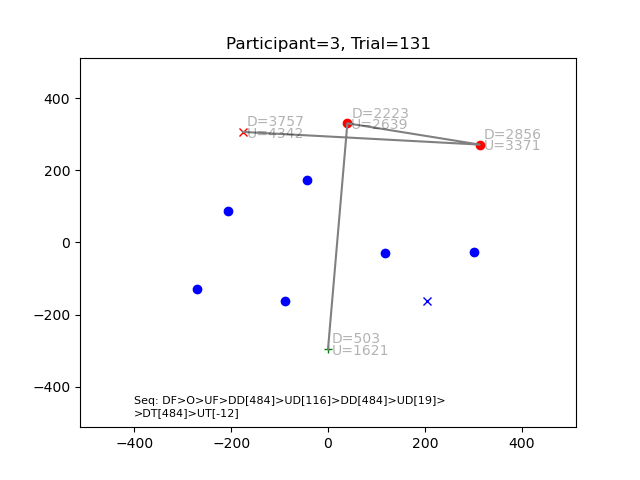 Participant=3, Trial=131
400
200
0
−200
−400
D=3757
U=4342
D=2223
U=2639
D=2856
U=3371
D=503
U=1621
Seq: DF>O>UF>DD[484]>UD[116]>DD[484]>UD[19]>
>DT[484]>UT[-12]
−400
−200
0
200
400